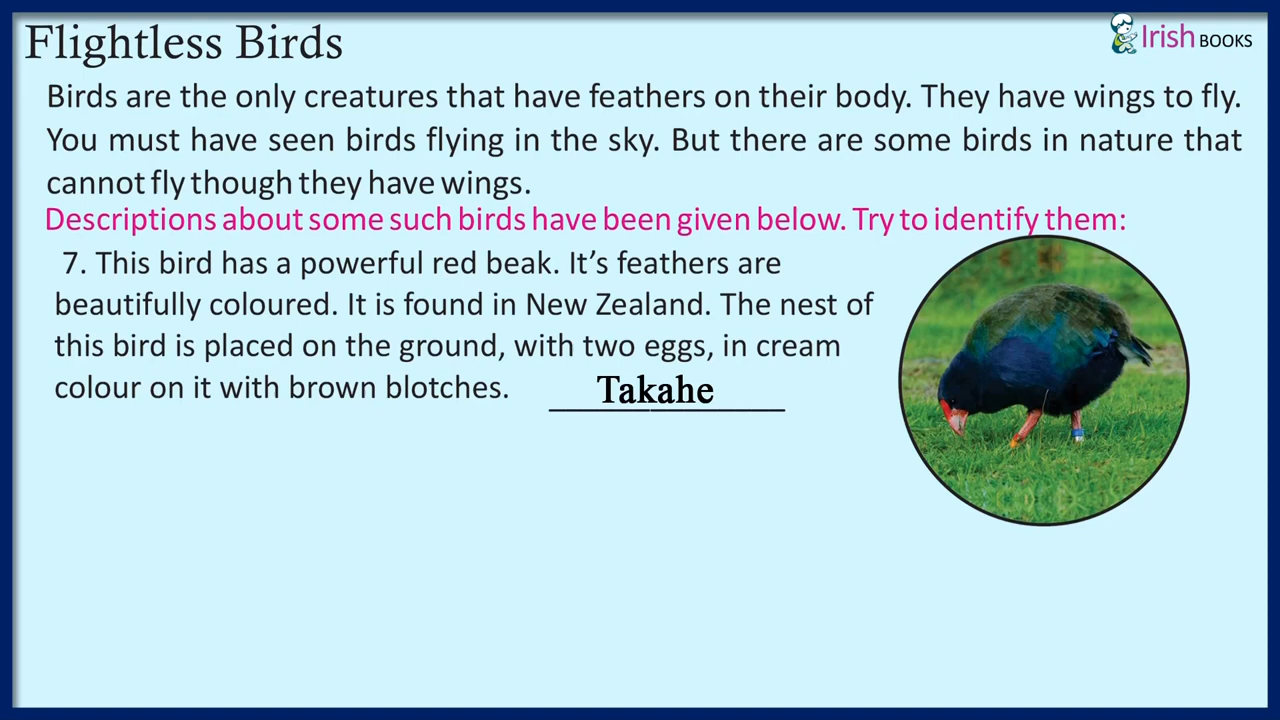 Flightless Birds
Irish BOOKS
Birds are the only creatures that have feathers on their body. They have wings to fly.
You must have seen birds flying in the sky. But there are some birds in nature that
cannot fly though they have wings.
Descriptions about some such birds have been given below. Try to identify them:
7. This bird has a powerful red beak. It’s feathers are
beautifully coloured. It is found in New Zealand. The nest of
this bird is placed on the ground, with two eggs, in cream
colour on it with brown blotches. Takahe